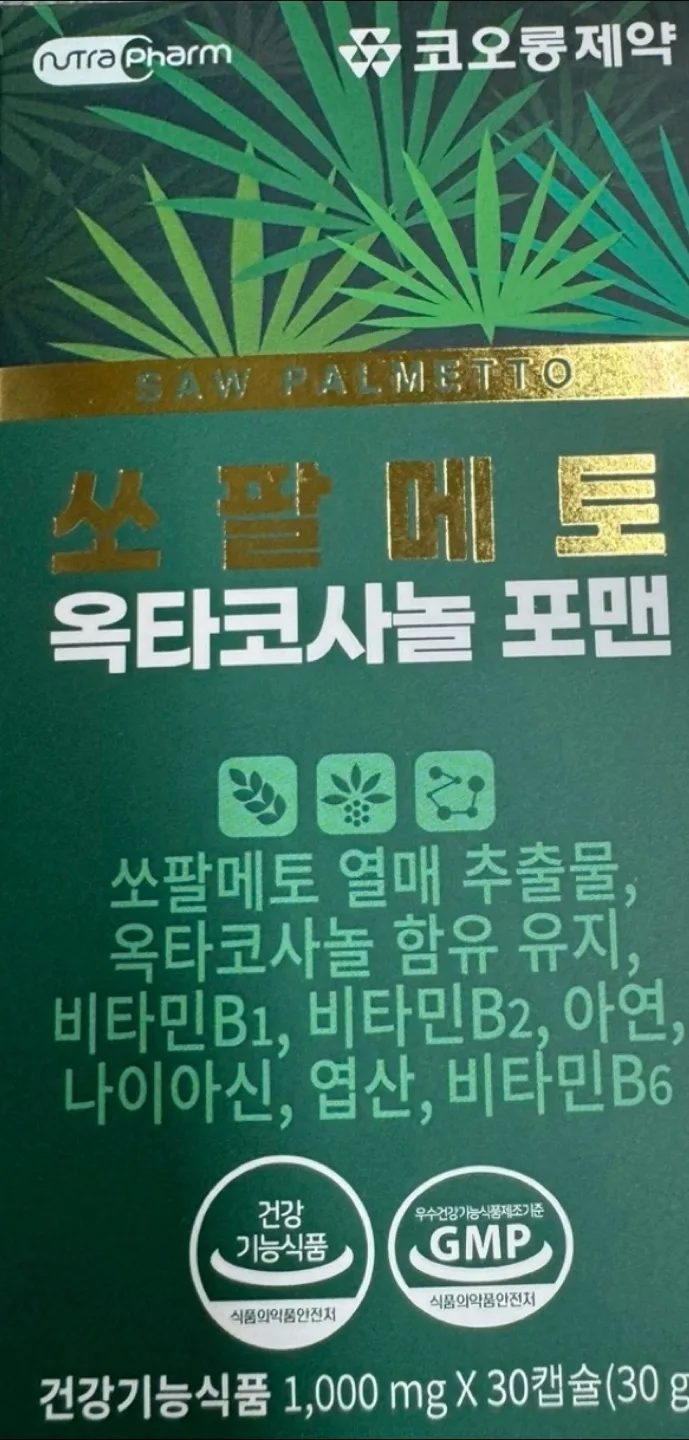 nutraPharm 코오롱제약
SAW PALMETTO
쏘팔메토
옥타코사놀 포맨
쏘팔메토 열매 추출물,
옥타코사놀 함유 유지,
비타민B1, 비타민B2, 아연,
나이아신, 엽산, 비타민B6
건강
기능식품
식품의약품안전처
우수건강기능식품제조기준
GMP
식품의약품안전처
건강기능식품 1,000 mg X 30캡슐(30 g